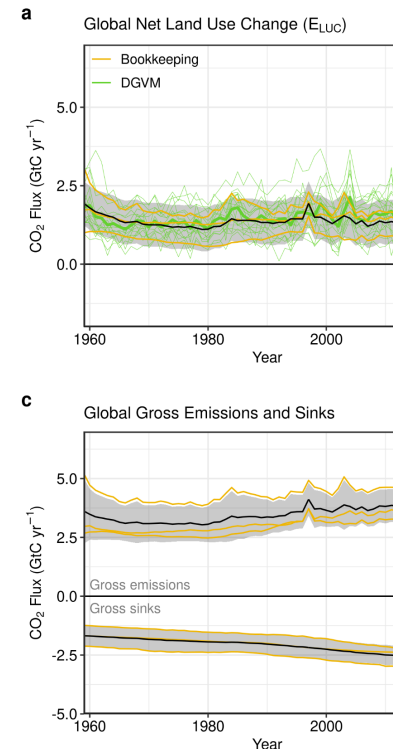 a
Global Net Land Use Change (E_LUC)
Bookkeeping
DGVM
5.0
2.5
0.0
CO₂ Flux (GtC yr⁻¹)
1960
1980
2000
Year
c
Global Gross Emissions and Sinks
5.0
2.5
Gross emissions
0.0
Gross sinks
-2.5
-5.0
CO₂ Flux (GtC yr⁻¹)
1960
1980
2000
Year